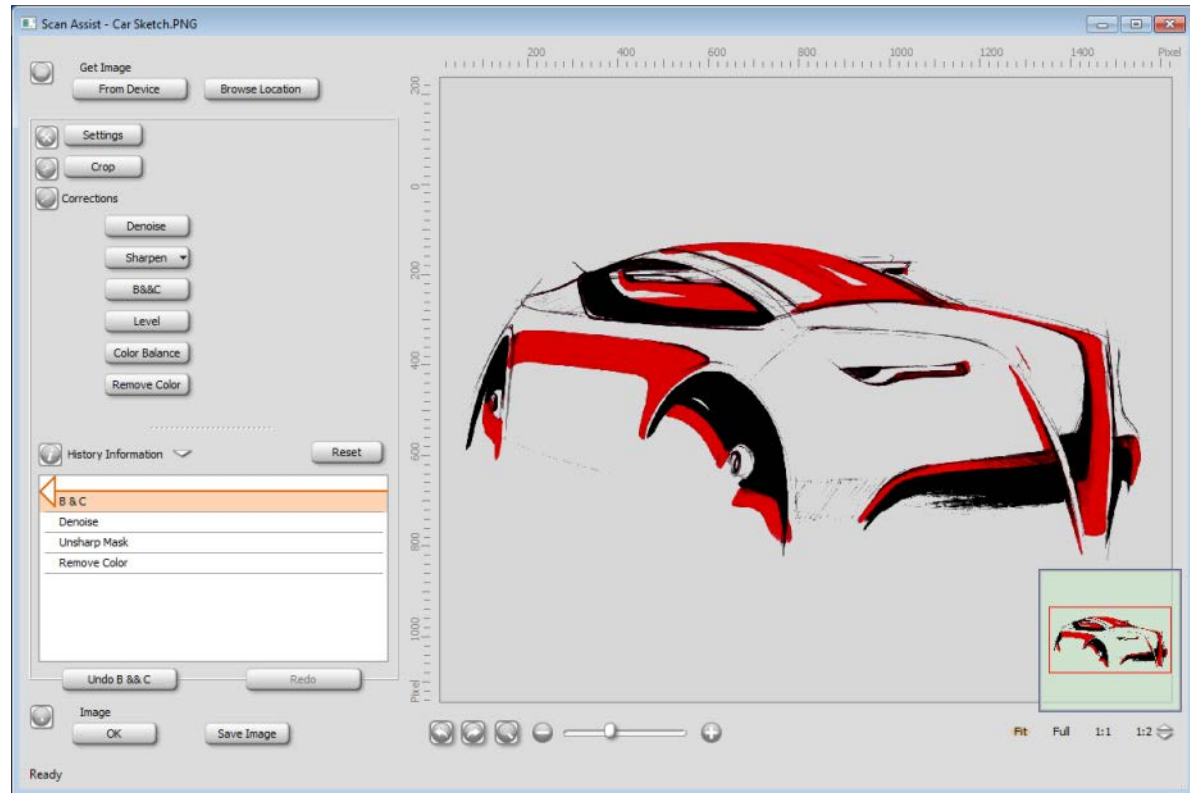 Scan Assist - Car Sketch.PNG
200 400 600 800 1000 1200 1400 Pixel
Get Image
From Device Browse Location
200
0
200
400
600
800
1000
Pixel
Settings
Crop
Corrections
Denoise
Sharpen
B&&C
Level
Color Balance
Remove Color
History Information Reset
B & C
Denoise
Unsharp Mask
Remove Color
Undo B && C Redo
Image
OK Save Image
Fit Full 1:1 1:2
Ready